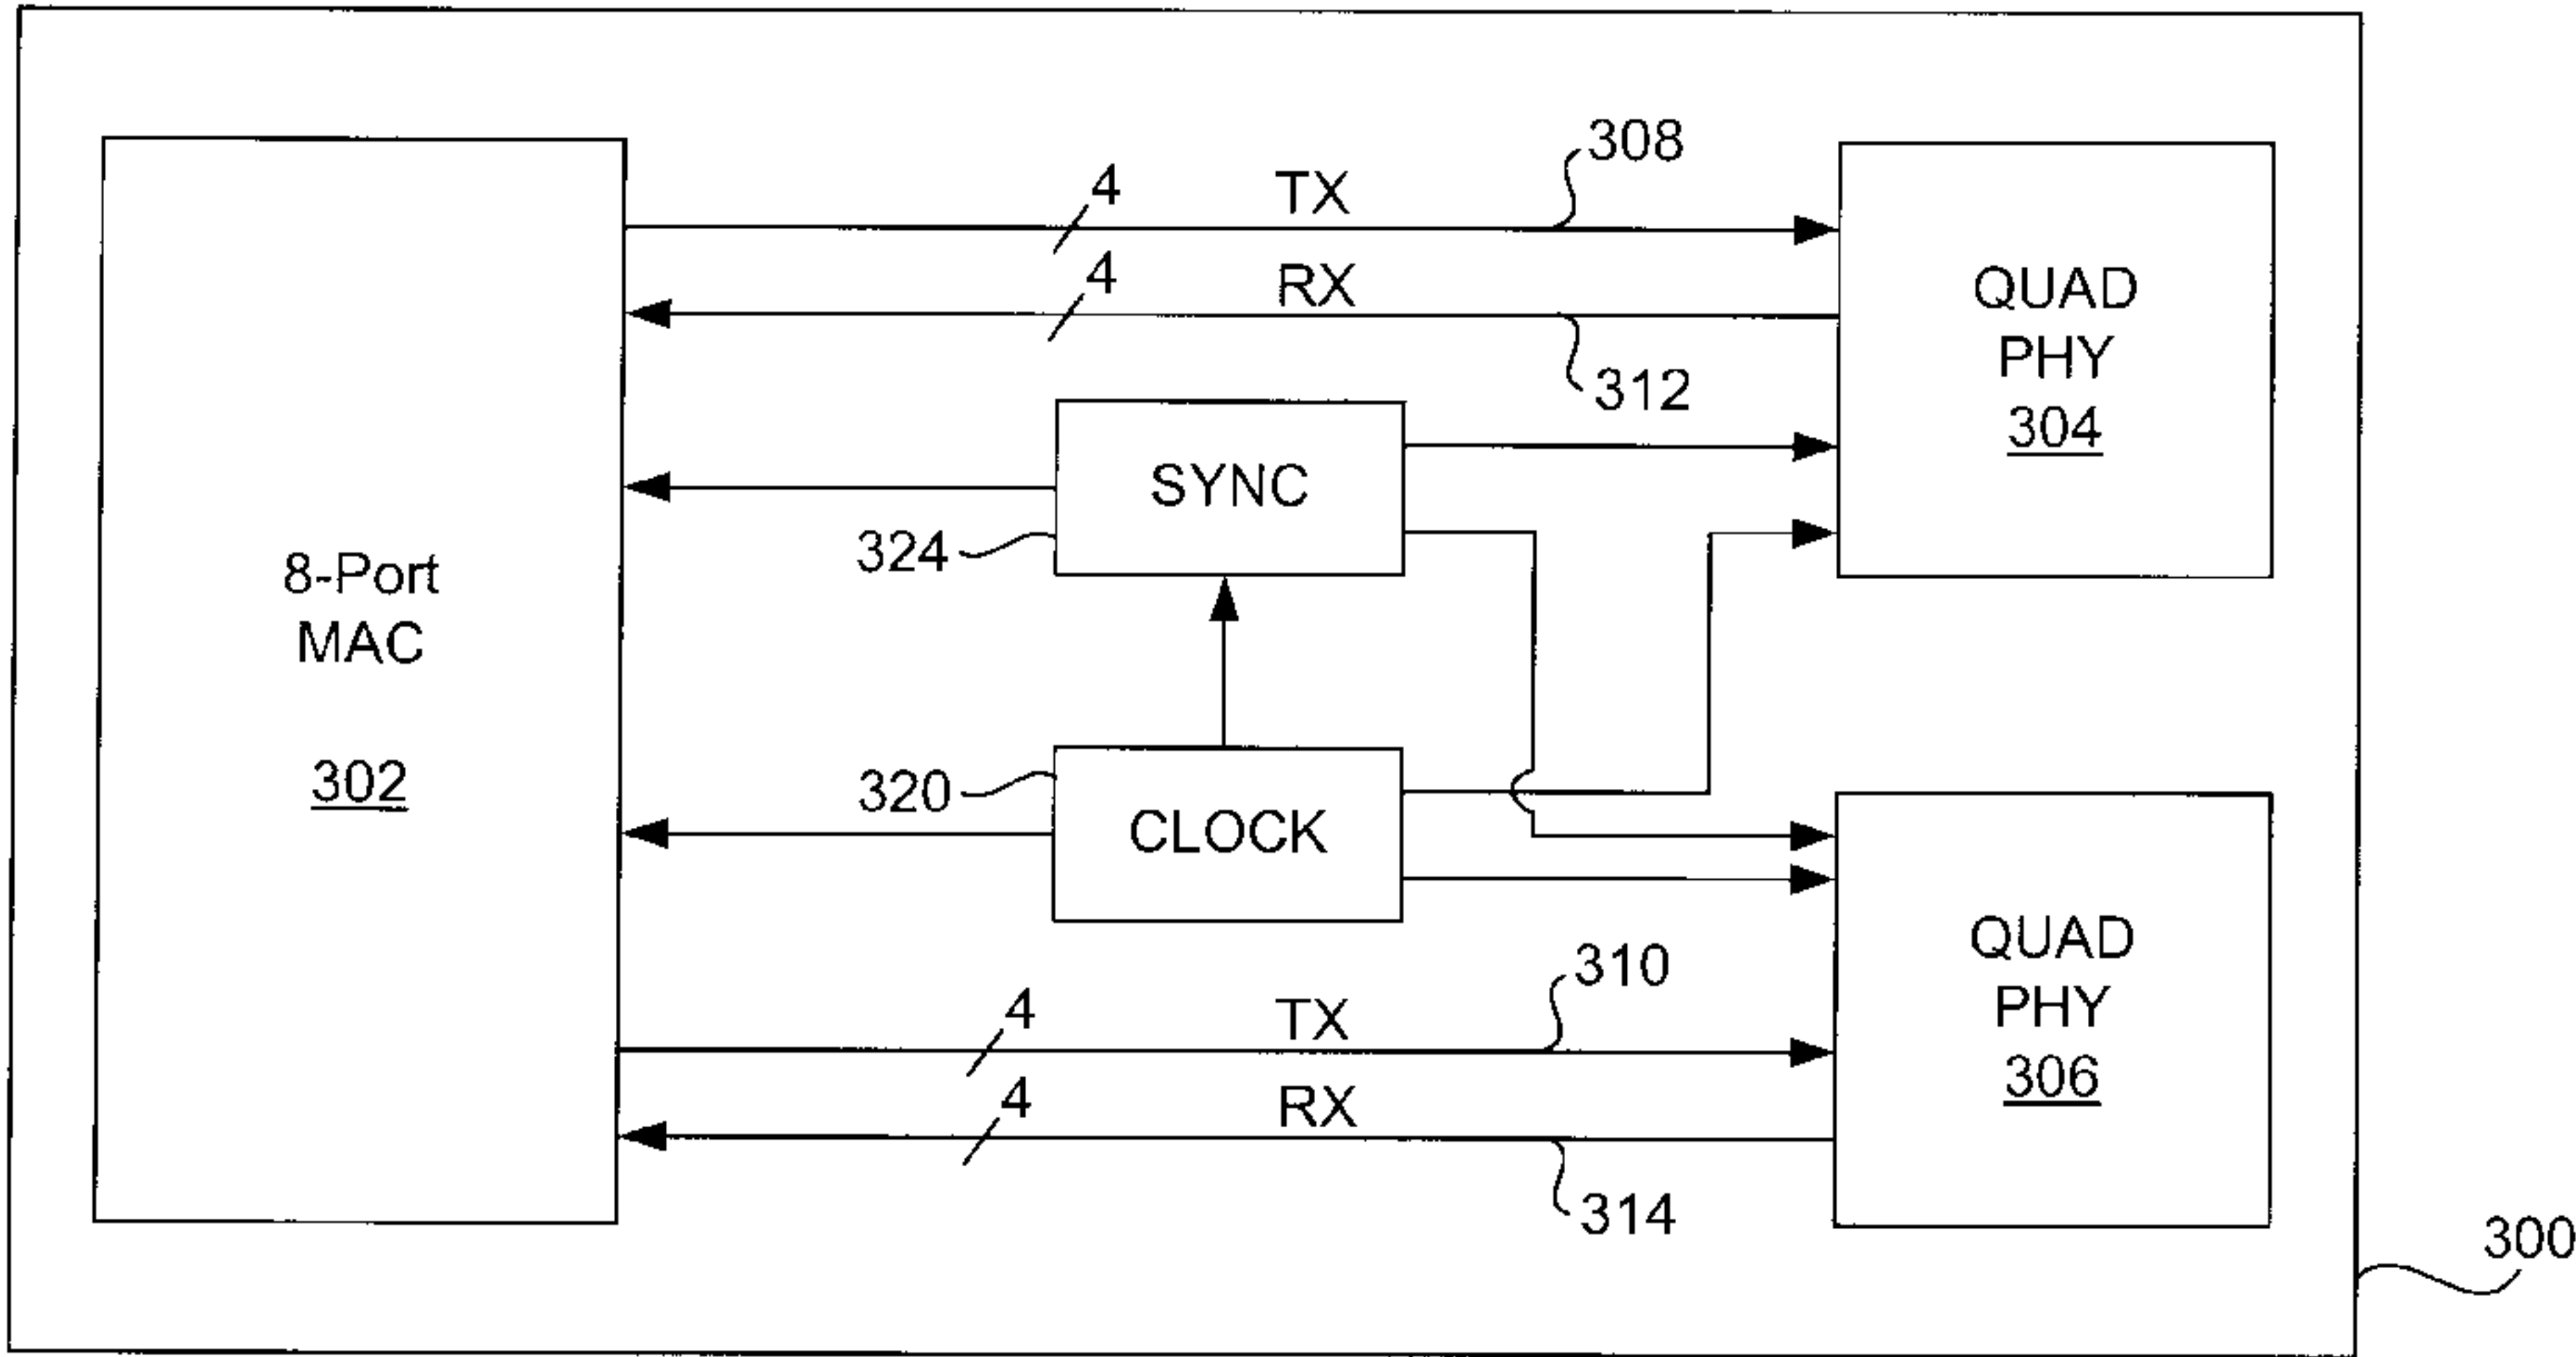 308
4
TX
4
RX
312
QUAD
PHY
304
SYNC
324
8-Port
MAC
302
320
CLOCK
310
4
TX
4
RX
314
QUAD
PHY
306
300